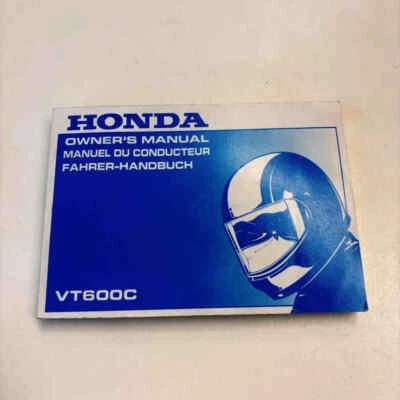 HONDA
OWNER'S MANUAL
MANUEL DU CONDUCTEUR
FAHRER-HANDBUCH
VT600C